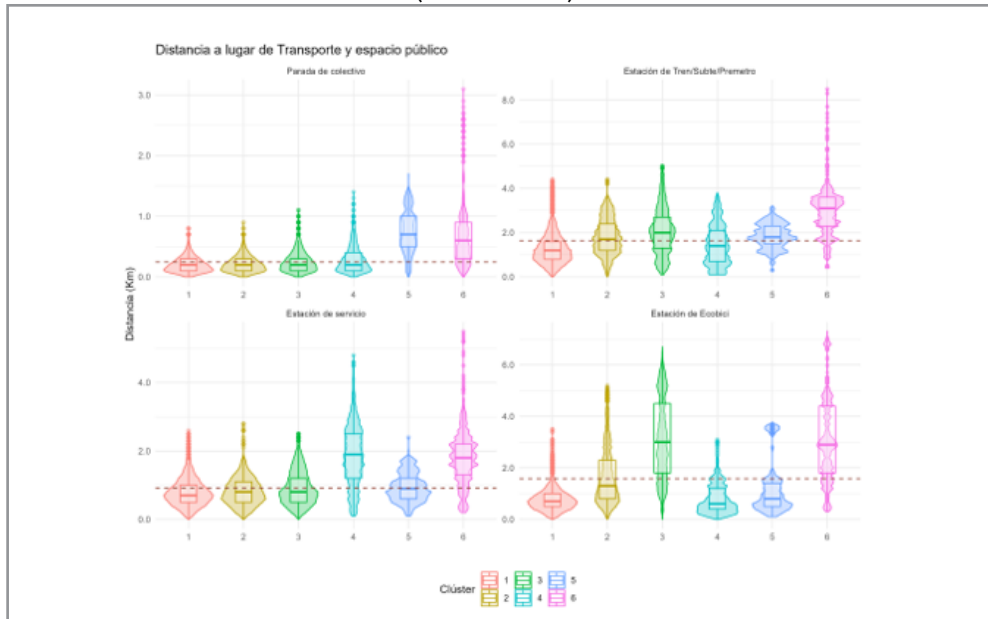 Distancia a lugar de Transporte y espacio público
Parada de colectivo
Estación de Tren/Subte/Premetro
3.0
2.0
1.0
0.0
8.0
6.0
4.0
2.0
0.0
1 2 3 4 5 6
1 2 3 4 5 6
Distancia (Km)
Estación de servicio
Estación de Ecobici
4.0
2.0
0.0
6.0
4.0
2.0
0.0
1 2 3 4 5 6
1 2 3 4 5 6
Clúster
1 3 5
2 4 6